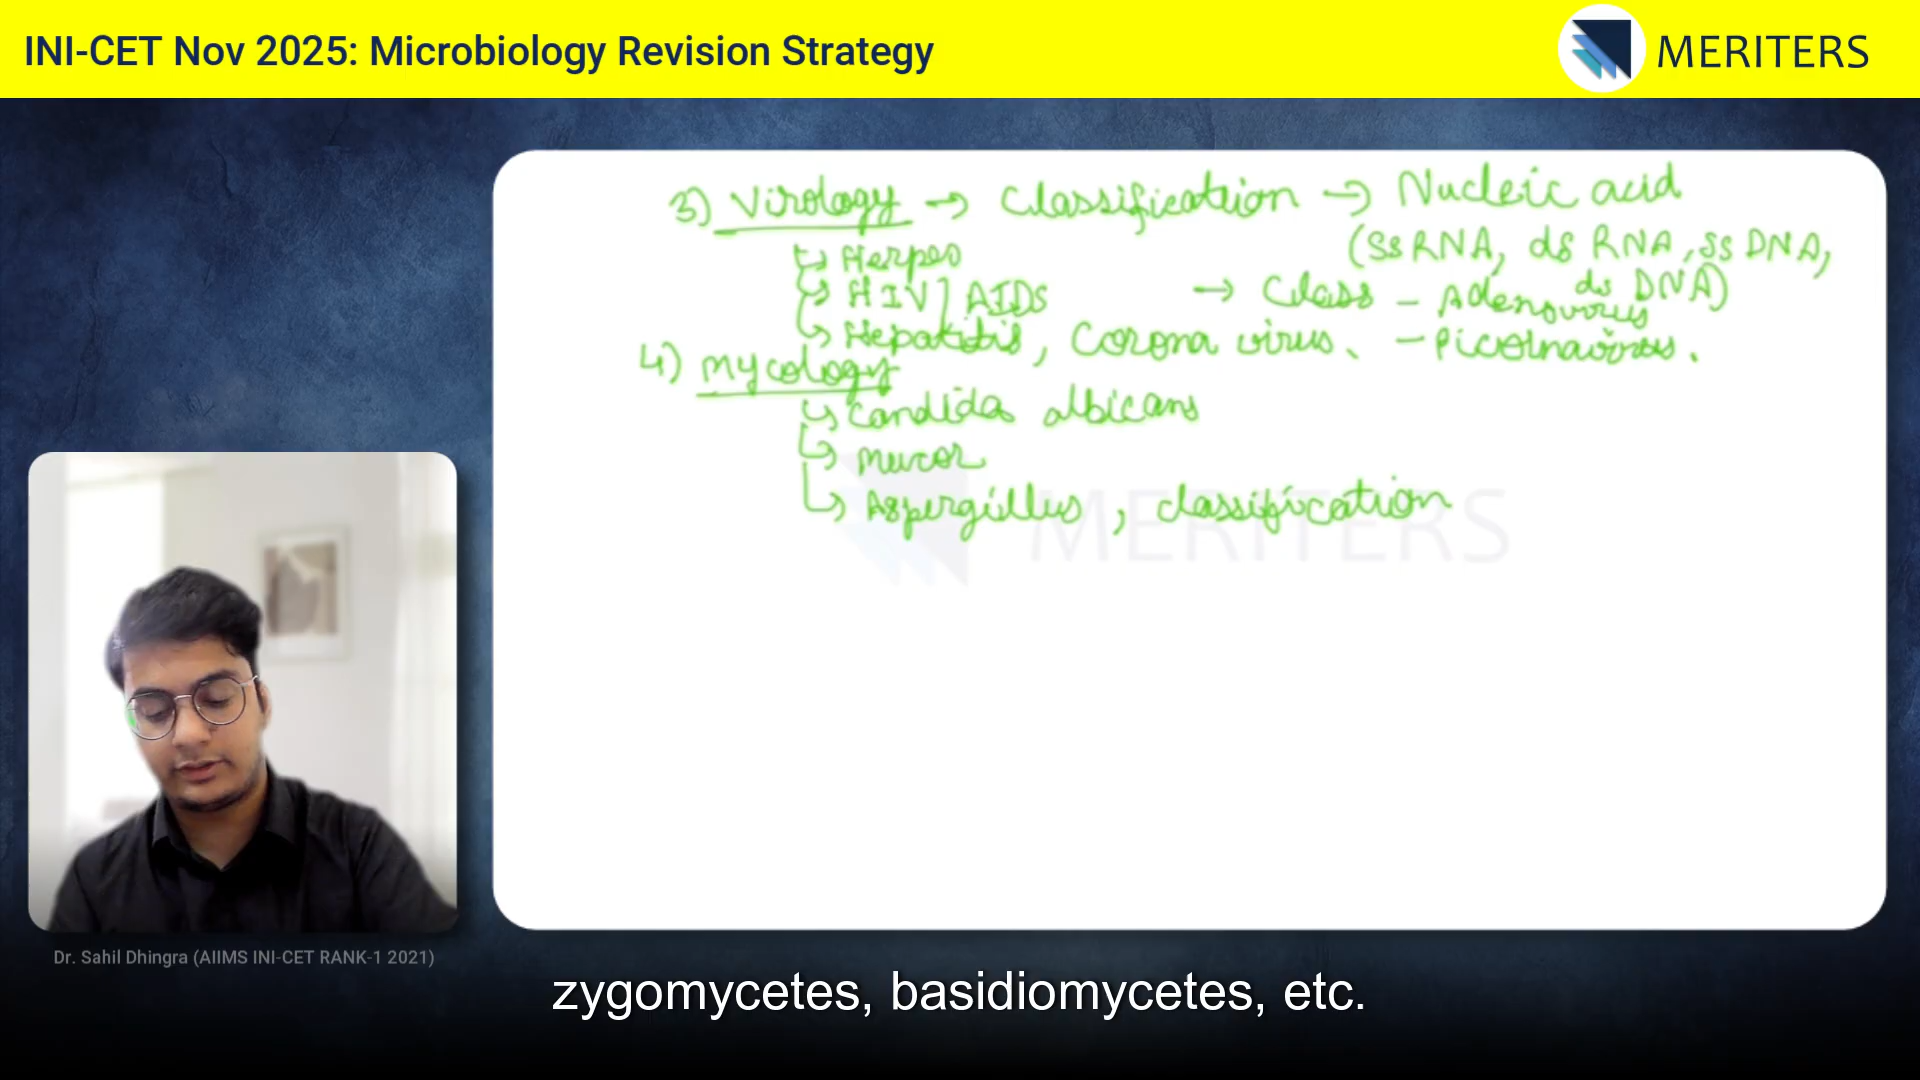 INI-CET Nov 2025: Microbiology Revision Strategy
MERITERS
3) Virology → Classification → Nucleic acid
(ssRNA, ds RNA, ss DNA,
ds DNA)
↳ Herpes
↳ HIV / AIDS → Class - Adenovirus
↳ Hepatitis, Corona virus. - Picornavirus.
4) Mycology
↳ Candida albicans
↳ Mucor
↳ Aspergillus, classification
MERITERS
Dr. Sahil Dhingra (AIIMS INI-CET RANK-1 2021)
zygomycetes, basidiomycetes, etc.